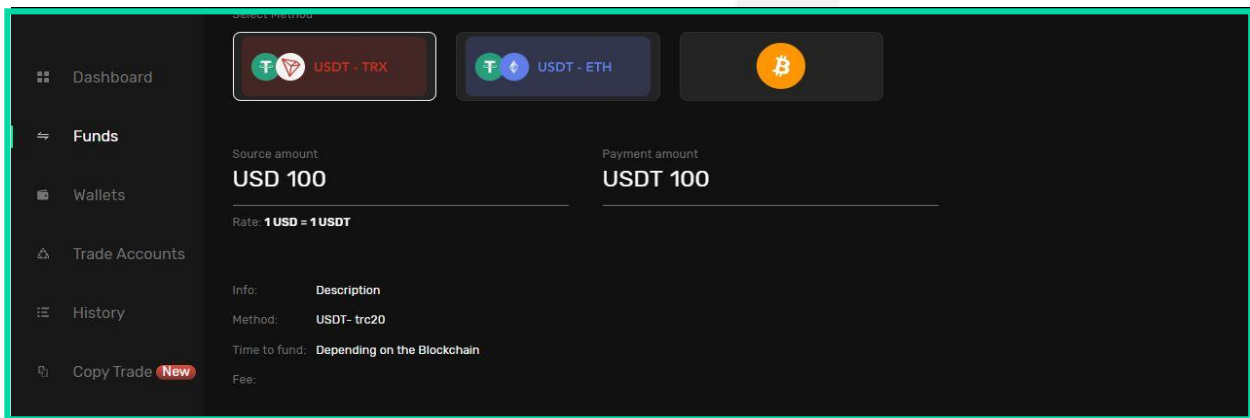 Select Method
USDT - TRX
USDT - ETH
Dashboard
Funds
Wallets
Trade Accounts
History
Copy Trade New
Source amount
USD 100
Rate: 1 USD = 1 USDT
Payment amount
USDT 100
Info: Description
Method: USDT- trc20
Time to fund: Depending on the Blockchain
Fee: